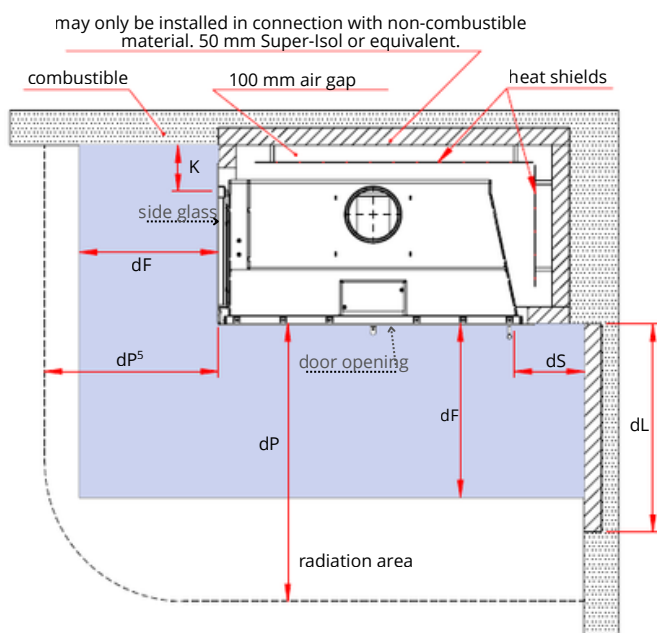 may only be installed in connection with non-combustible
material. 50 mm Super-Isol or equivalent.
combustible
100 mm air gap
heat shields
K
side glass
dF
dP⁵
door opening
dS
dF
dL
dP
radiation area